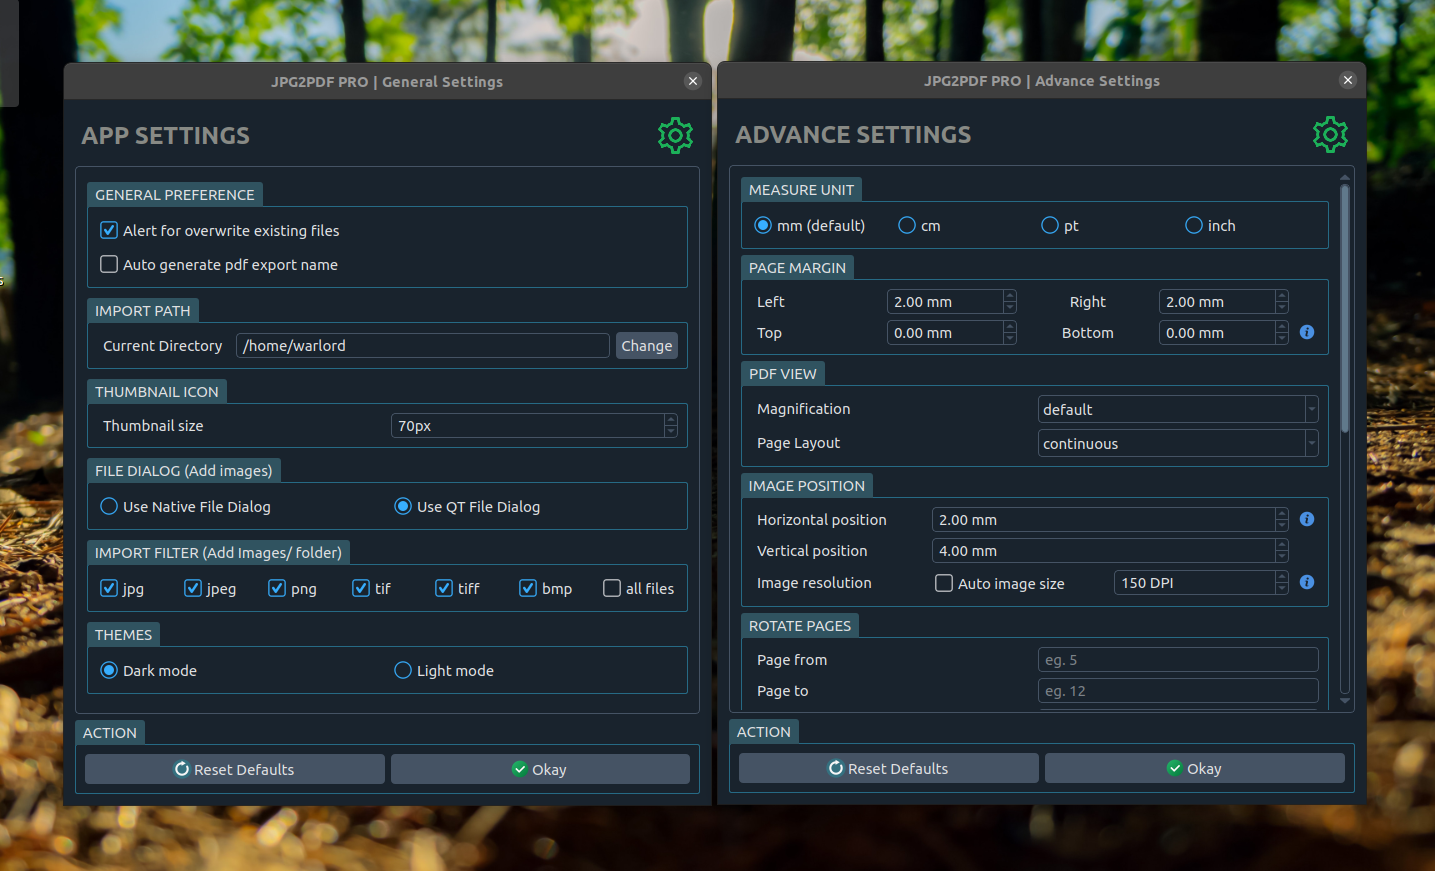 JPG2PDF PRO | General Settings
APP SETTINGS
GENERAL PREFERENCE
Alert for overwrite existing files
Auto generate pdf export name
IMPORT PATH
Current Directory /home/warlord Change
THUMBNAIL ICON
Thumbnail size 70px
FILE DIALOG (Add images)
Use Native File Dialog Use QT File Dialog
IMPORT FILTER (Add Images/ folder)
jpg jpeg png tif tiff bmp all files
THEMES
Dark mode Light mode
ACTION
Reset Defaults Okay
JPG2PDF PRO | Advance Settings
ADVANCE SETTINGS
MEASURE UNIT
mm (default) cm pt inch
PAGE MARGIN
Left 2.00 mm Right 2.00 mm
Top 0.00 mm Bottom 0.00 mm
PDF VIEW
Magnification default
Page Layout continuous
IMAGE POSITION
Horizontal position 2.00 mm
Vertical position 4.00 mm
Image resolution Auto image size 150 DPI
ROTATE PAGES
Page from eg. 5
Page to eg. 12
ACTION
Reset Defaults Okay